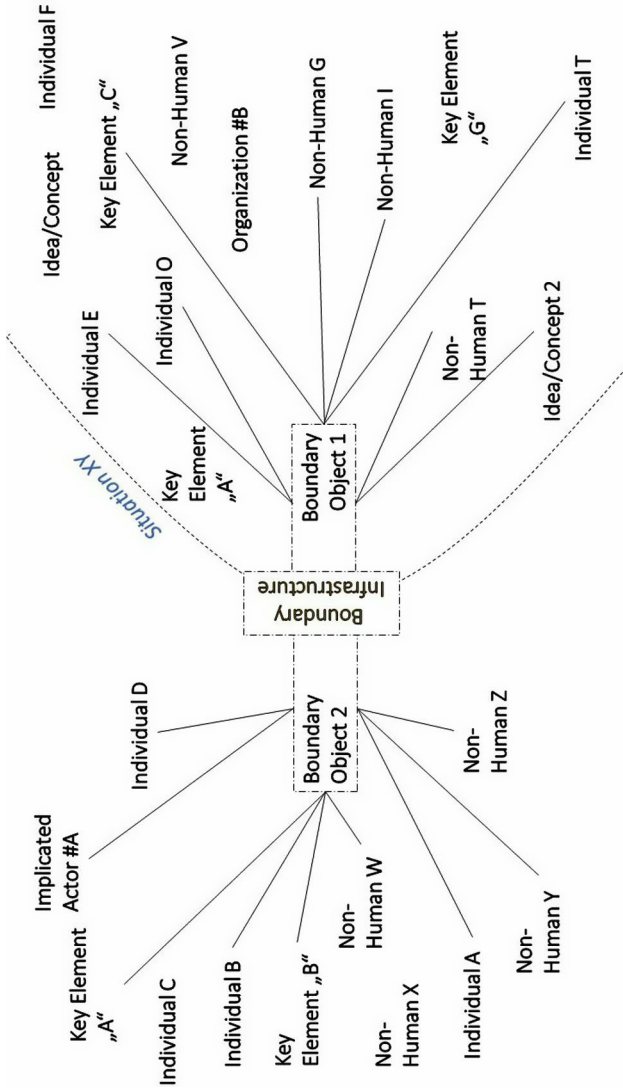 Individual F
Idea/Concept
Key Element „C“
Non-Human V
Organization #B
Non-Human G
Non-Human I
Key Element
„G“
Individual T
Individual E
Individual O
Situation XY
Key
Element
„A“
Non-
Human T
Idea/Concept 2
Boundary
Object 1
Boundary
Infrastructure
Boundary
Object 2
Individual D
Implicated
Actor #A
Key Element
„A“
Individual C
Individual B
Key
Element „B“
Non-
Human W
Non-
Human X
Individual A
Non-
Human Y
Non-
Human Z